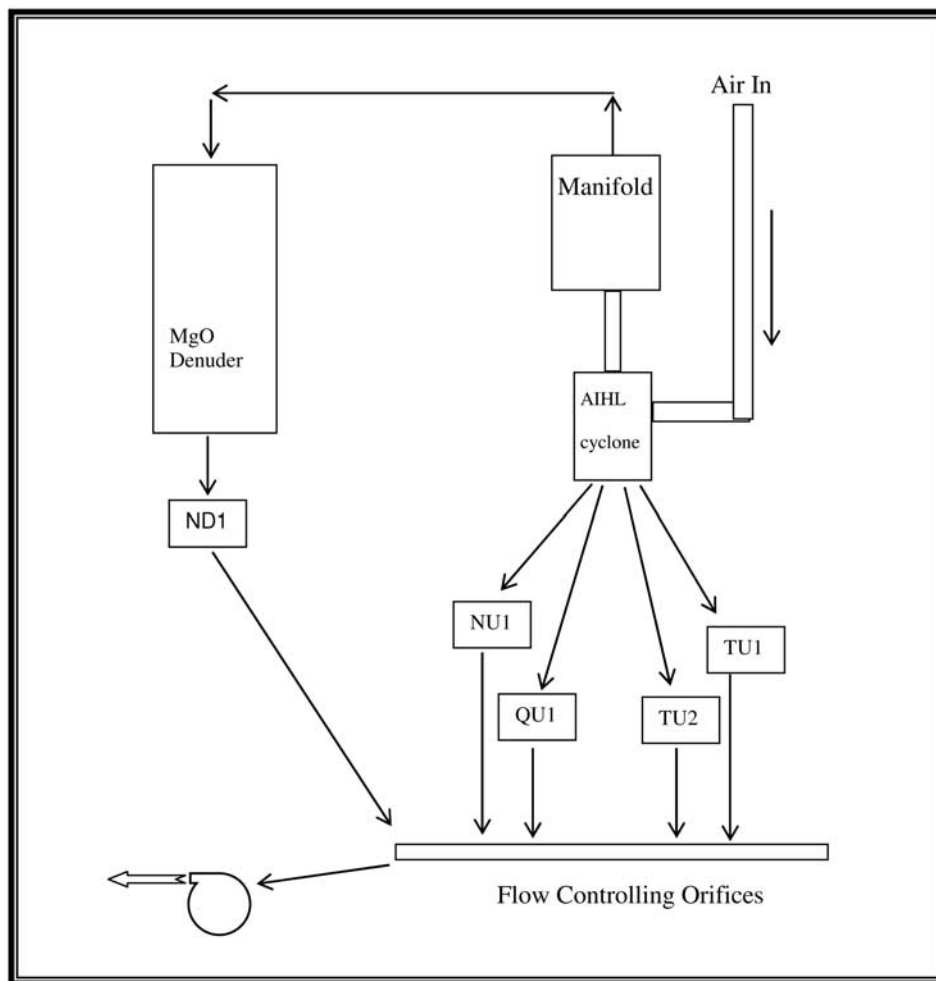 Air In
Manifold
MgO
Denuder
AIHL
cyclone
ND1
NU1
TU1
QU1
TU2
Flow Controlling Orifices